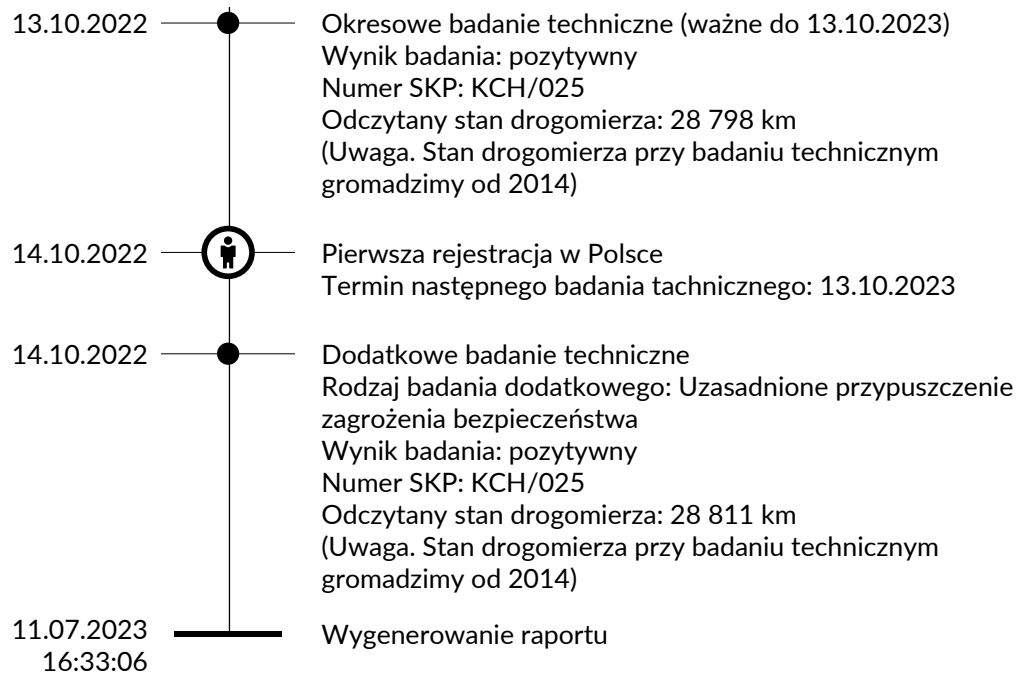 13.10.2022 Okresowe badanie techniczne (ważne do 13.10.2023)
Wynik badania: pozytywny
Numer SKP: KCH/025
Odczytany stan drogomierza: 28 798 km
(Uwaga. Stan drogomierza przy badaniu technicznym
gromadzimy od 2014)
14.10.2022 Pierwsza rejestracja w Polsce
Termin następnego badania tachnicznego: 13.10.2023
14.10.2022 Dodatkowe badanie techniczne
Rodzaj badania dodatkowego: Uzasadnione przypuszczenie
zagrożenia bezpieczeństwa
Wynik badania: pozytywny
Numer SKP: KCH/025
Odczytany stan drogomierza: 28 811 km
(Uwaga. Stan drogomierza przy badaniu technicznym
gromadzimy od 2014)
11.07.2023 Wygenerowanie raportu
16:33:06